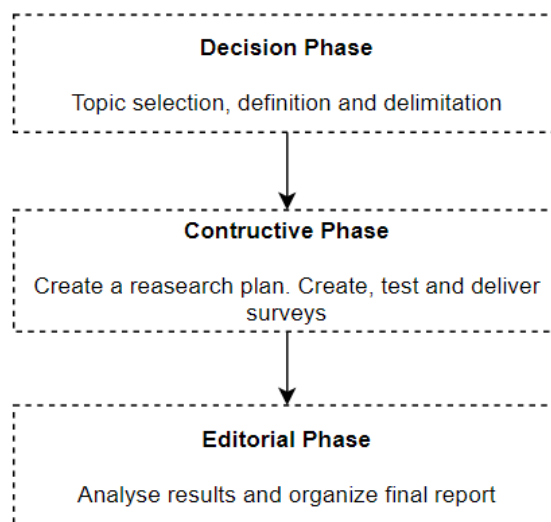 Decision Phase
Topic selection, definition and delimitation
Contructive Phase
Create a reasearch plan. Create, test and deliver
surveys
Editorial Phase
Analyse results and organize final report